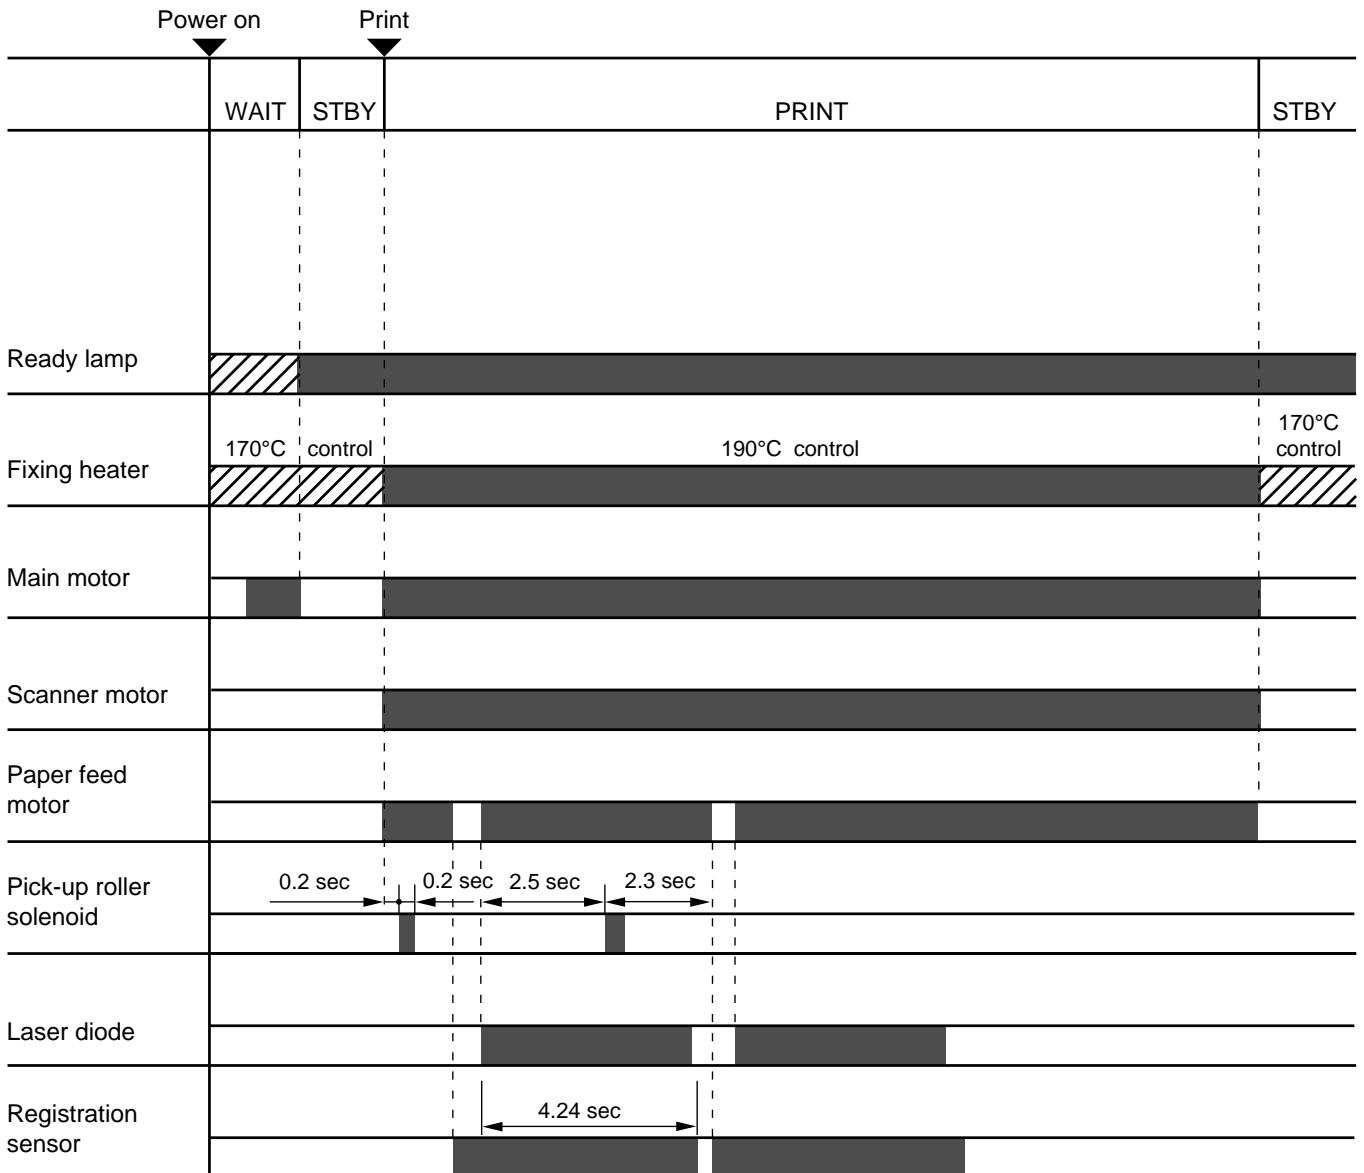 Power on Print
WAIT STBY PRINT STBY
Ready lamp
170°C
170°C control 190°C control control
Fixing heater
Main motor
Scanner motor
Paper feed
motor
Pick-up roller 0.2 sec 0.2 sec 2.5 sec 2.3 sec
solenoid
Laser diode
Registration 4.24 sec
sensor